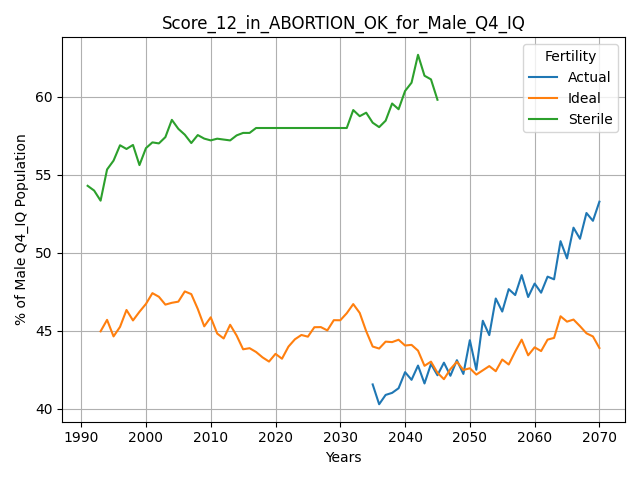 Score_12_in_ABORTION_OK_for_Male_Q4_IQ
% of Male Q4_IQ Population
60
55
50
45
40
Fertility
Actual
Ideal
Sterile
1990 2000 2010 2020 2030 2040 2050 2060 2070
Years